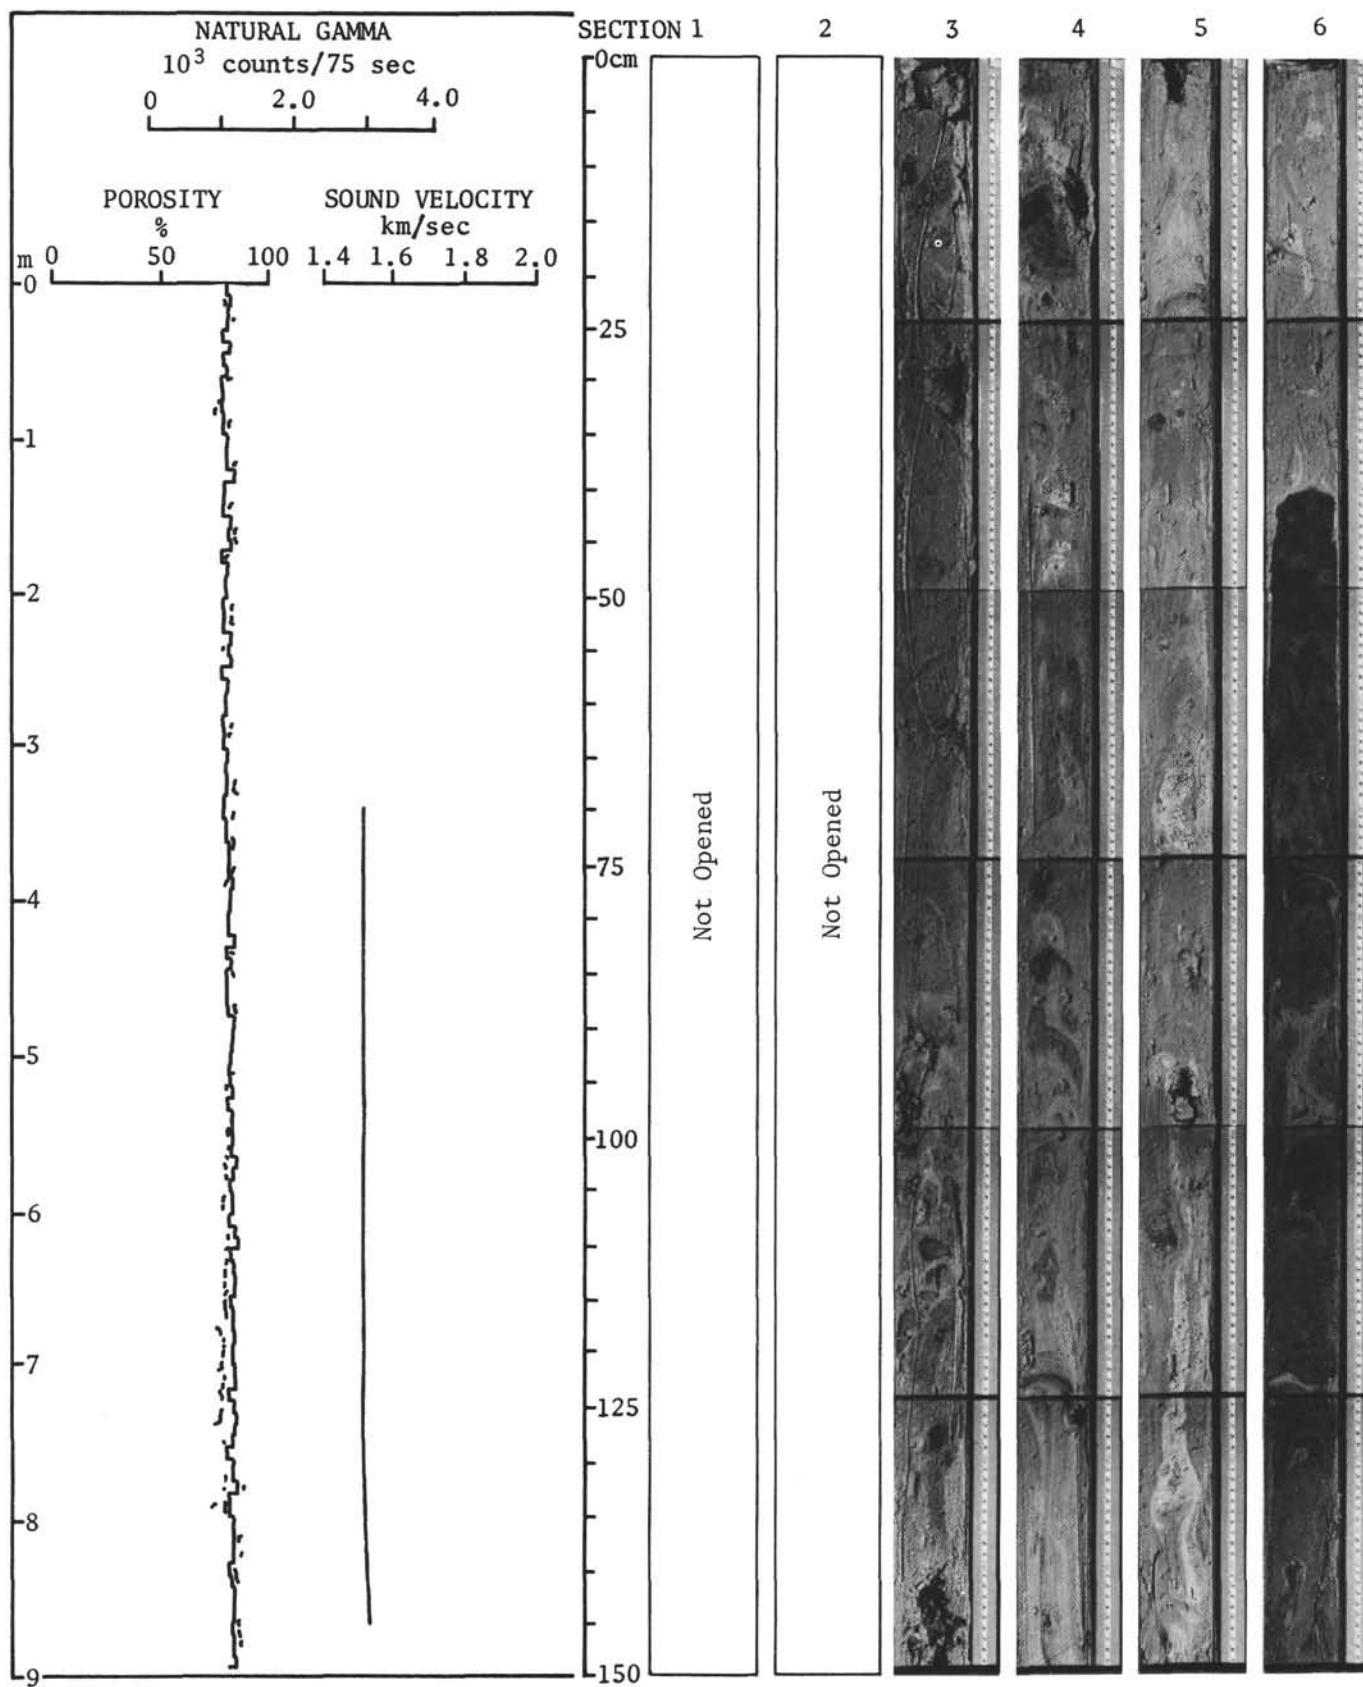 NATURAL GAMMA
10³ counts/75 sec
0 2.0 4.0
POROSITY
%
0 50 100
SOUND VELOCITY
km/sec
1.4 1.6 1.8 2.0
m
0
1
2
3
4
5
6
7
8
9
SECTION 1 2 3 4 5 6
0cm
25
50
75
100
125
150
Not Opened
Not Opened